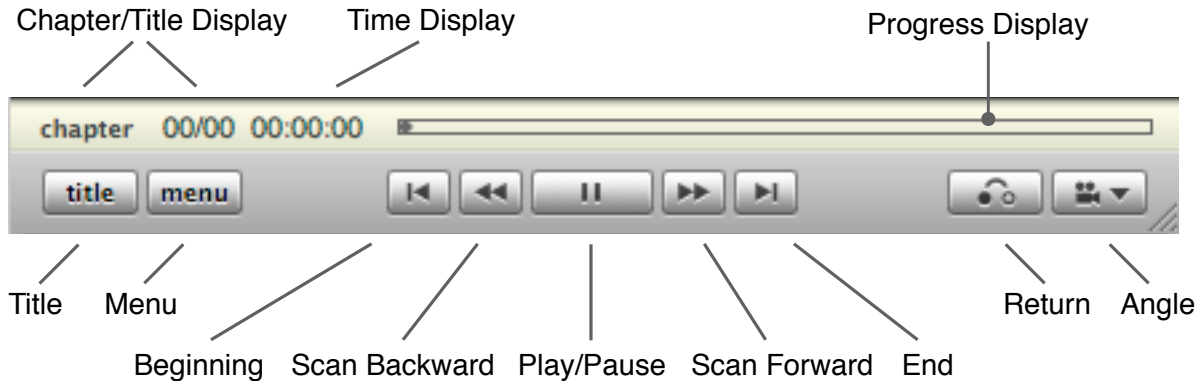 Chapter/Title Display Time Display Progress Display
chapter 00/00 00:00:00
title menu
Title Menu Return Angle
Beginning Scan Backward Play/Pause Scan Forward End